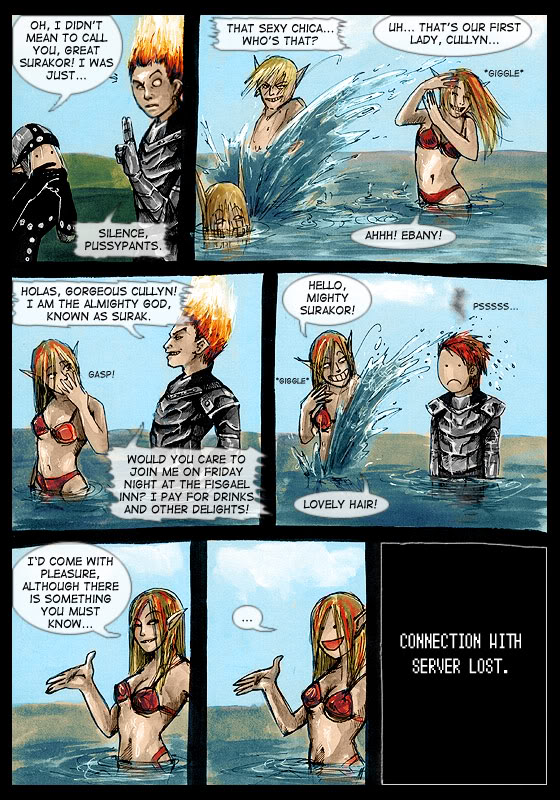 OH, I DIDN'T
MEAN TO CALL
YOU, GREAT
SURAKOR! I WAS
JUST...
SILENCE,
PUSSYPANTS.
THAT SEXY CHICA...
WHO'S THAT?
UH... THAT'S OUR FIRST
LADY, CULLYN...
*GIGGLE*
AHHH! EBANY!
HOLAS, GORGEOUS CULLYN!
I AM THE ALMIGHTY GOD,
KNOWN AS SURAK.
GASP!
WOULD YOU CARE TO
JOIN ME ON FRIDAY
NIGHT AT THE FISGAEL
INN? I PAY FOR DRINKS
AND OTHER DELIGHTS!
HELLO,
MIGHTY
SURAKOR!
PSSSSS...
*GIGGLE*
LOVELY HAIR!
I'D COME WITH
PLEASURE,
ALTHOUGH THERE
IS SOMETHING
YOU MUST
KNOW...
...
CONNECTION WITH
SERVER LOST.